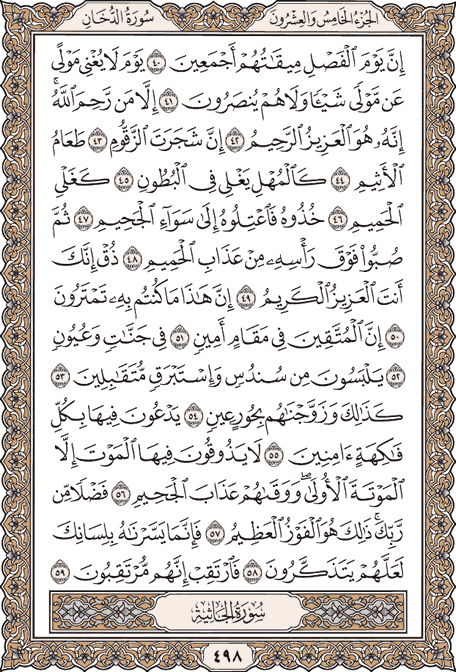 الجزء الخامس والعشرون سورة الدخان
إِنَّ يَوْمَ ٱلْفَصْلِ مِيقَٰتُهُمْ أَجْمَعِينَ ٤٠ يَوْمَ لَا يُغْنِي مَوْلًى
عَن مَّوْلًى شَيْـًٔا وَلَا هُمْ يُنصَرُونَ ٤١ إِلَّا مَن رَّحِمَ ٱللَّهُۚ
إِنَّهُۥ هُوَ ٱلْعَزِيزُ ٱلرَّحِيمُ ٤٢ إِنَّ شَجَرَتَ ٱلزَّقُّومِ ٤٣ طَعَامُ
ٱلْأَثِيمِ ٤٤ كَٱلْمُهْلِ يَغْلِي فِي ٱلْبُطُونِ ٤٥ كَغَلْيِ
ٱلْحَمِيمِ ٤٦ خُذُوهُ فَٱعْتِلُوهُ إِلَىٰ سَوَآءِ ٱلْجَحِيمِ ٤٧ ثُمَّ
صُبُّوا۟ فَوْقَ رَأْسِهِۦ مِنْ عَذَابِ ٱلْحَمِيمِ ٤٨ ذُقْ إِنَّكَ
أَنتَ ٱلْعَزِيزُ ٱلْكَرِيمُ ٤٩ إِنَّ هَٰذَا مَا كُنتُم بِهِۦ تَمْتَرُونَ
٥٠ إِنَّ ٱلْمُتَّقِينَ فِي مَقَامٍ أَمِينٍ ٥١ فِي جَنَّٰتٍ وَعُيُونٍ
٥٢ يَلْبَسُونَ مِن سُندُسٍ وَإِسْتَبْرَقٍ مُّتَقَٰبِلِينَ ٥٣
كَذَٰلِكَ وَزَوَّجْنَٰهُم بِحُورٍ عِينٍ ٥٤ يَدْعُونَ فِيهَا بِكُلِّ
فَٰكِهَةٍ ءَامِنِينَ ٥٥ لَا يَذُوقُونَ فِيهَا ٱلْمَوْتَ إِلَّا
ٱلْمَوْتَةَ ٱلْأُولَىٰۖ وَوَقَىٰهُمْ عَذَابَ ٱلْجَحِيمِ ٥٦ فَضْلًا مِّن
رَّبِّكَۚ ذَٰلِكَ هُوَ ٱلْفَوْزُ ٱلْعَظِيمُ ٥٧ فَإِنَّمَا يَسَّرْنَٰهُ بِلِسَانِكَ
لَعَلَّهُمْ يَتَذَكَّرُونَ ٥٨ فَٱرْتَقِبْ إِنَّهُم مُّرْتَقِبُونَ ٥٩
سورة الجاثية
٤٩٨